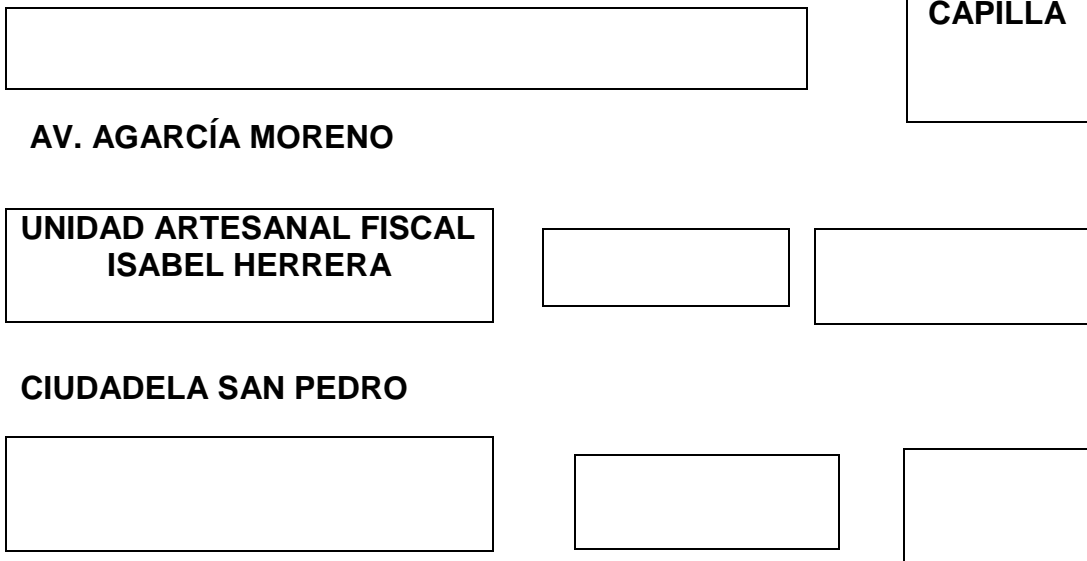 CAPILLA
AV. AGARCÍA MORENO
UNIDAD ARTESANAL FISCAL
ISABEL HERRERA
CIUDADELA SAN PEDRO